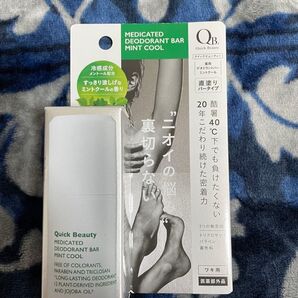 MEDICATED
DEODORANT BAR
MINT COOL
QB
Quick Beauty
冷感成分
メントール配合
すっきり涼しげな
ミントクールの香り
直塗り
バータイプ
酷暑40℃下でも負けたくない
20年こだわり続けた密着力
"ニオイの脳"
裏切らない
Quick Beauty
MEDICATED
DEODORANT BAR
MINT COOL
FREE OF COLORANTS,
PARABEN AND TRICLOSAN
"LONG-LASTING DEODORANT
13 PLANT-DERIVED INGREDIENTS
AND JOJOBA OIL"
ワキ用
医薬部外品